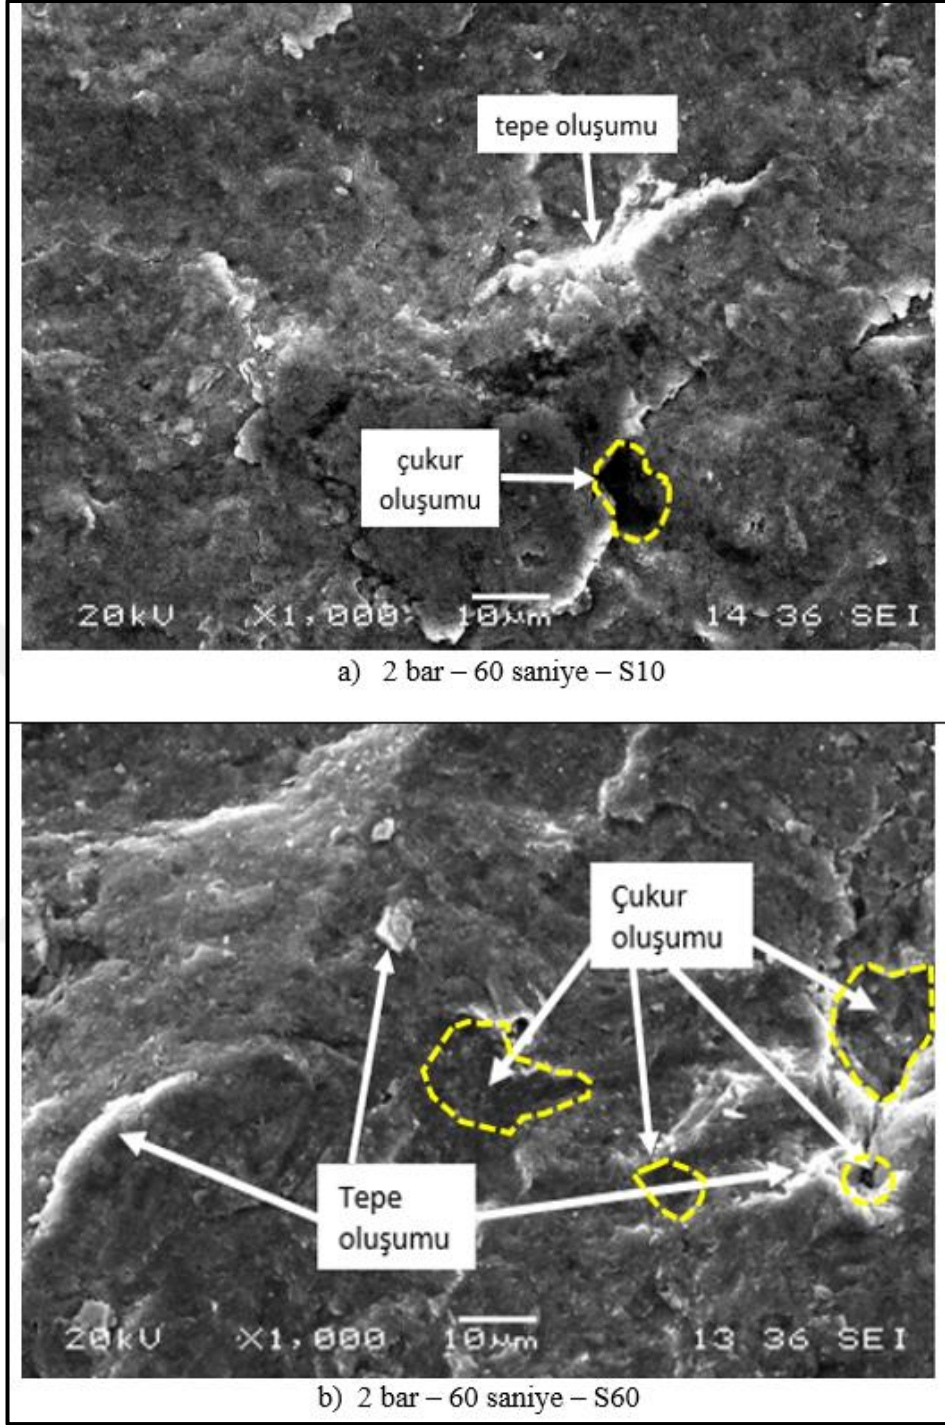 tepe oluşumu
çukur
oluşumu
20kV X1,000 10µm 14 36 SEI
a) 2 bar – 60 saniye – S10
Çukur
oluşumu
Tepe
oluşumu
20kV X1,000 10µm 13 36 SEI
b) 2 bar – 60 saniye – S60